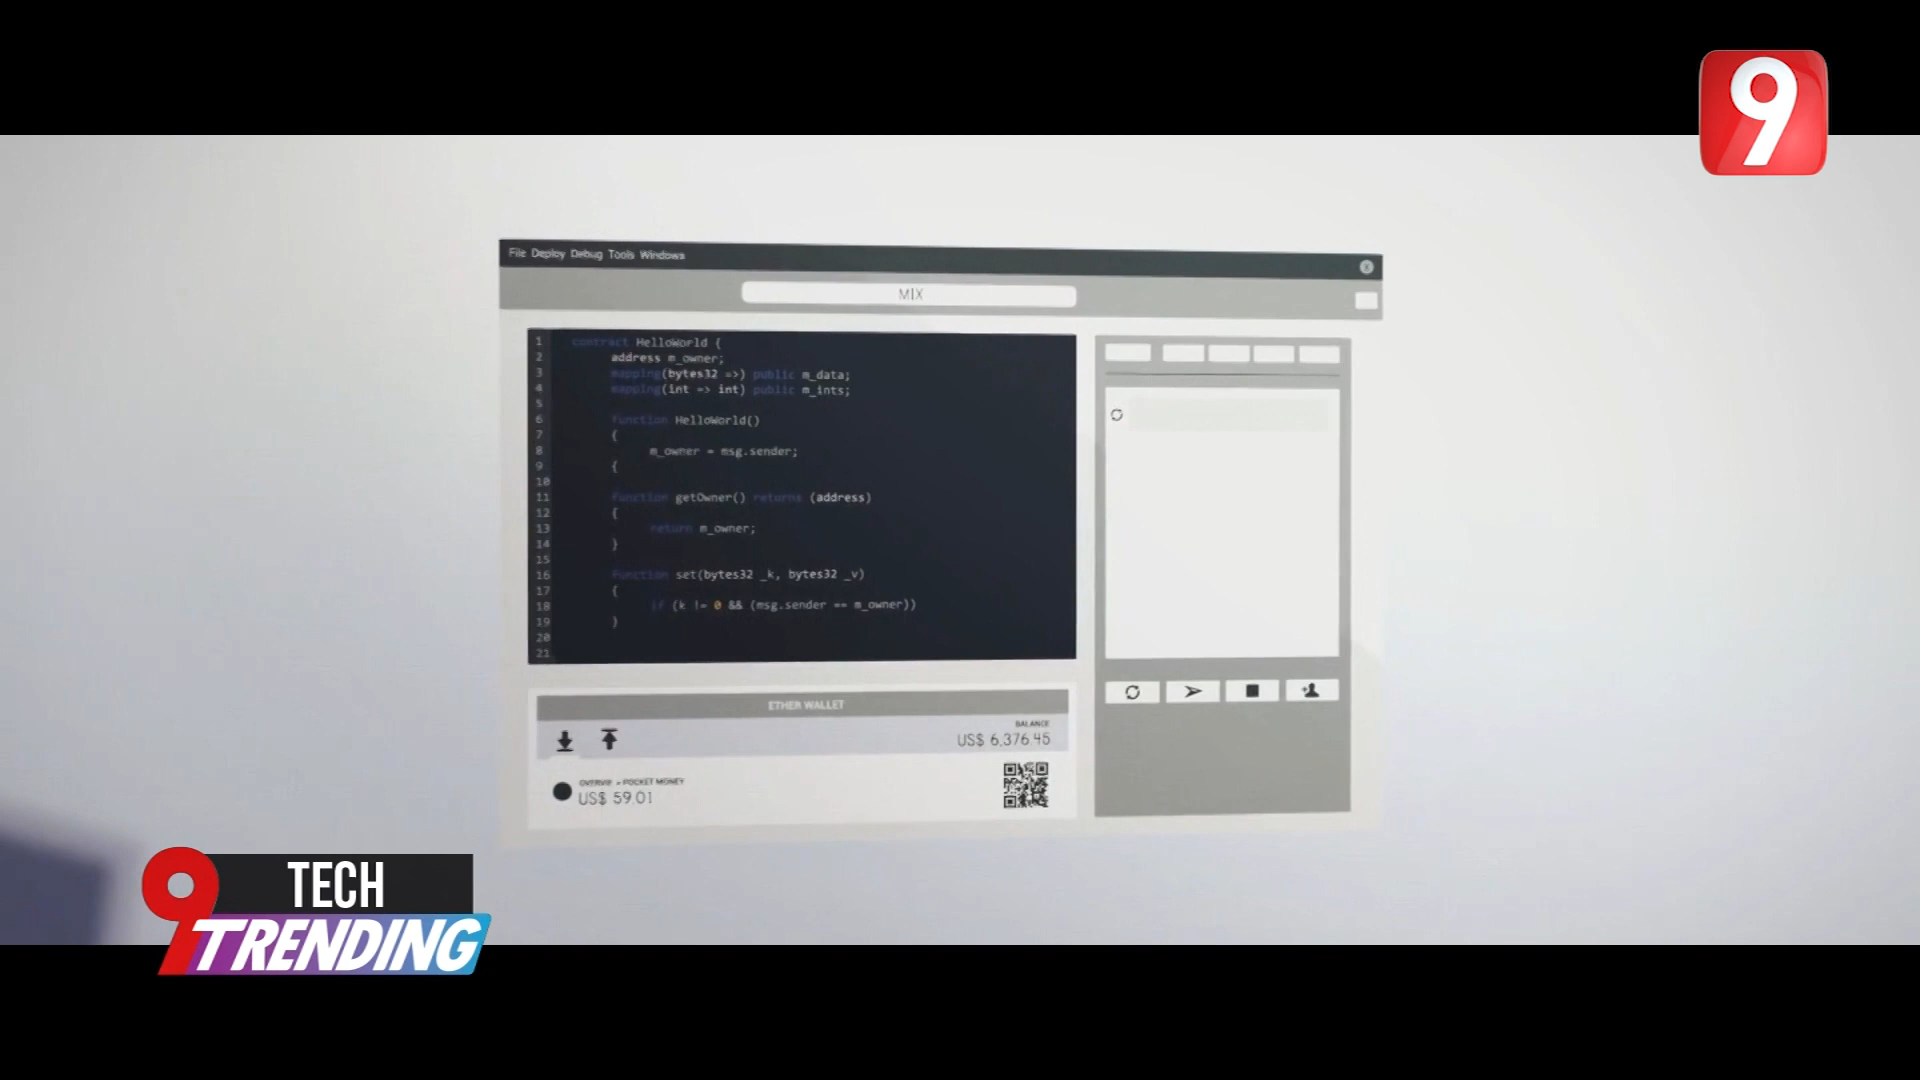 9
File Deploy Debug Tools Windows
MIX
1 contract HelloWorld {
2 address m_owner;
3 mapping(bytes32 =>) public m_data;
4 mapping(int => int) public m_ints;
5
6 function HelloWorld()
7 {
8 m_owner = msg.sender;
9 {
10
11 function getOwner() returns (address)
12 {
13 return m_owner;
14 }
15
16 function set(bytes32 _k, bytes32 _v)
17 {
18 if (k != 0 && (msg.sender == m_owner))
19 }
20
21
ETHER WALLET
BALANCE
US$ 6,376.45
> POCKET MONEY
US$ 59.01
9 TECH
TRENDING